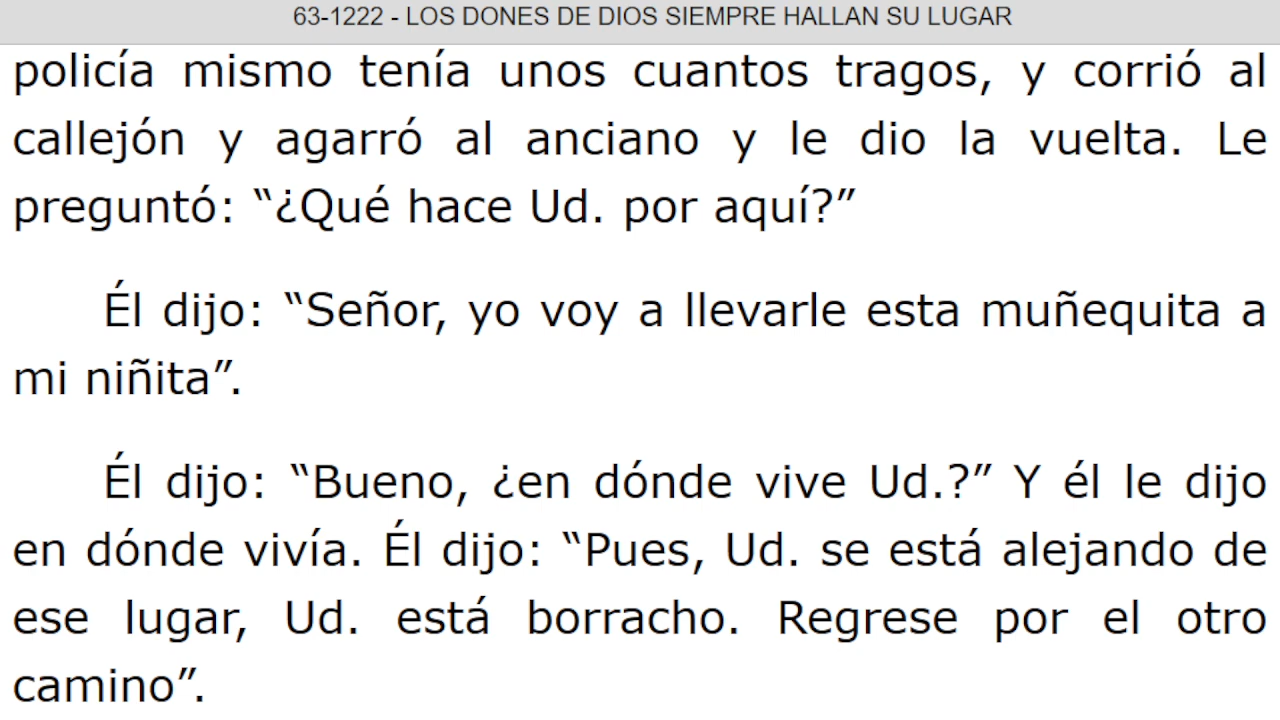 63-1222 - LOS DONES DE DIOS SIEMPRE HALLAN SU LUGAR
policía mismo tenía unos cuantos tragos, y corrió al
callejón y agarró al anciano y le dio la vuelta. Le
preguntó: “¿Qué hace Ud. por aquí?”
Él dijo: “Señor, yo voy a llevarle esta muñequita a
mi niñita”.
Él dijo: “Bueno, ¿en dónde vive Ud.?” Y él le dijo
en dónde vivía. Él dijo: “Pues, Ud. se está alejando de
ese lugar, Ud. está borracho. Regrese por el otro
camino”.